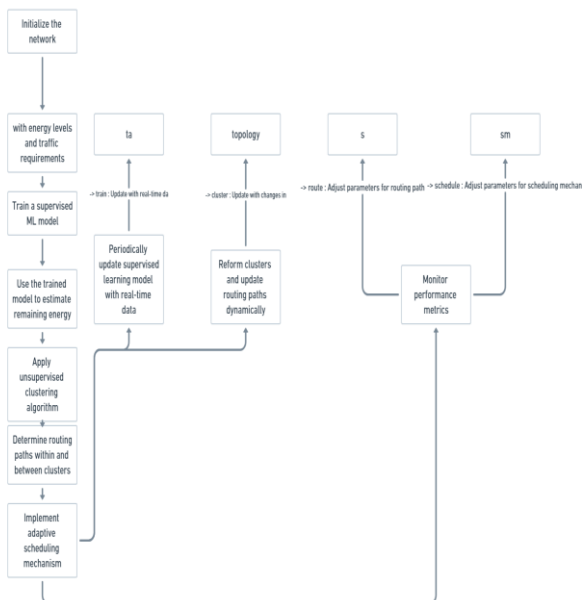 Initialize the
network
with energy levels
and traffic
requirements
ta
topology
s
sm
-> train : Update with real-time da
-> cluster : Update with changes in
-> route : Adjust parameters for routing path
-> schedule : Adjust parameters for scheduling mechan
Train a supervised
ML model
Periodically
update supervised
learning model
with real-time
data
Reform clusters
and update
routing paths
dynamically
Monitor
performance
metrics
Use the trained
model to estimate
remaining energy
Apply
unsupervised
clustering
algorithm
Determine routing
paths within and
between clusters
Implement
adaptive
scheduling
mechanism